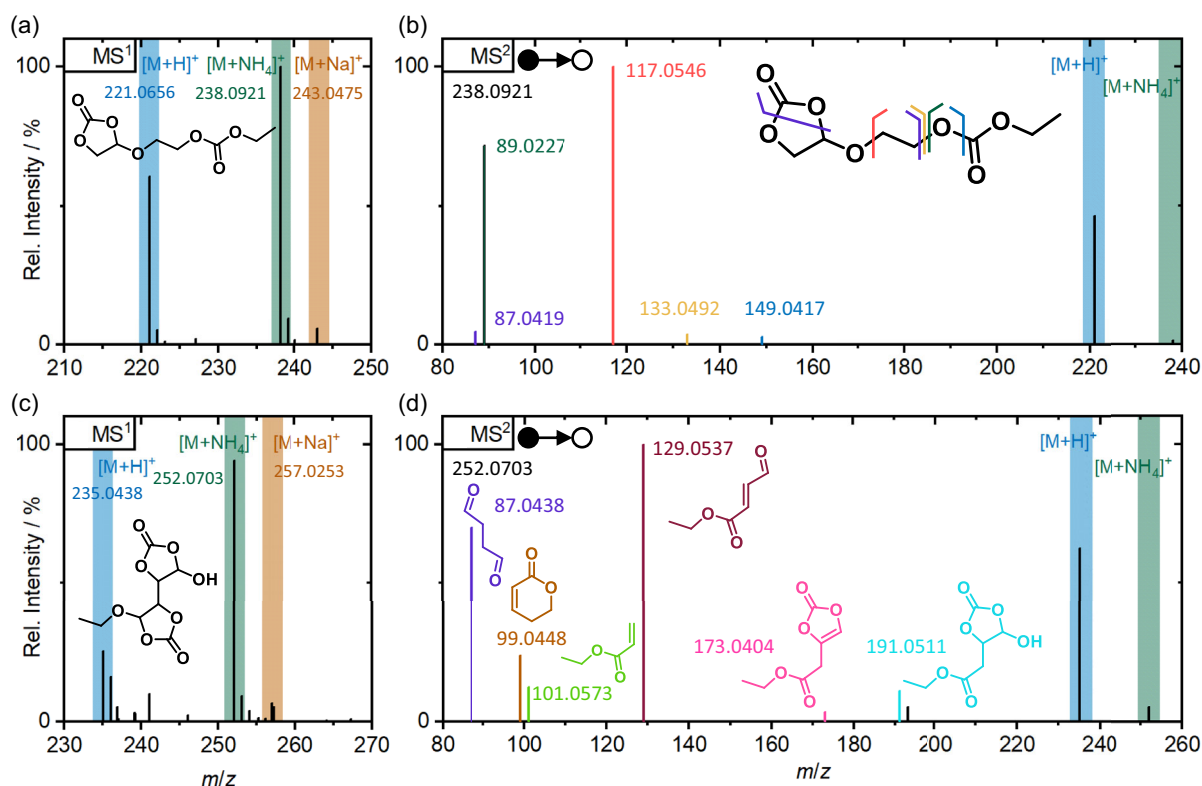 (a)
MS1
[M+H]+
[M+NH4]+
[M+Na]+
221.0656
238.0921
243.0475
O
O
O
O
O
O
O
Rel. Intensity / %
100
0
210
220
230
240
250
(b)
MS2
238.0921
117.0546
89.0227
87.0419
133.0492
149.0417
[M+H]+
[M+NH4]+
O
O
O
O
O
O
O
100
0
80
100
120
140
160
180
200
220
240
(c)
MS1
[M+H]+
[M+NH4]+
[M+Na]+
235.0438
252.0703
257.0253
O
O
O
OH
O
O
O
O
Rel. Intensity / %
100
0
230
240
250
260
270
m/z
(d)
MS2
252.0703
87.0438
O
O
99.0448
O
O
101.0573
O
O
129.0537
O
O
O
173.0404
O
O
O
O
O
191.0511
O
O
O
OH
O
O
[M+H]+
[M+NH4]+
100
0
80
100
120
140
160
180
200
220
240
260
m/z